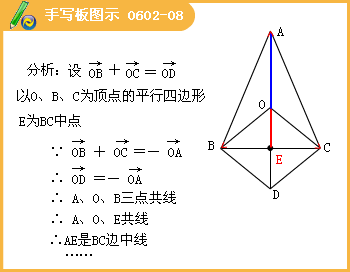 手写板图示 0602-08
分析：设 OB + OC = OD
以O、B、C为顶点的平行四边形
E为BC中点
∵ OB + OC = - OA
∴ OD = - OA
∴ A、O、B三点共线
∴ A、O、E共线
∴ AE是BC边中线
……
A
O
B
E
C
D